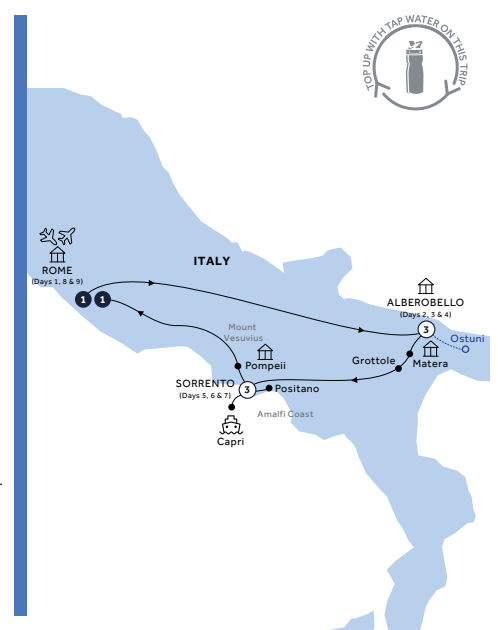 TOP UP WITH TAP WATER ON THIS TRIP
ITALY
ROME
(Days 1, 8 & 9)
1
1
ALBEROBELLO
(Days 2, 3 & 4)
3
Ostuni
Matera
Grottole
Mount
Vesuvius
Pompeii
SORRENTO
(Days 5, 6 & 7)
3
Positano
Amalfi Coast
Capri